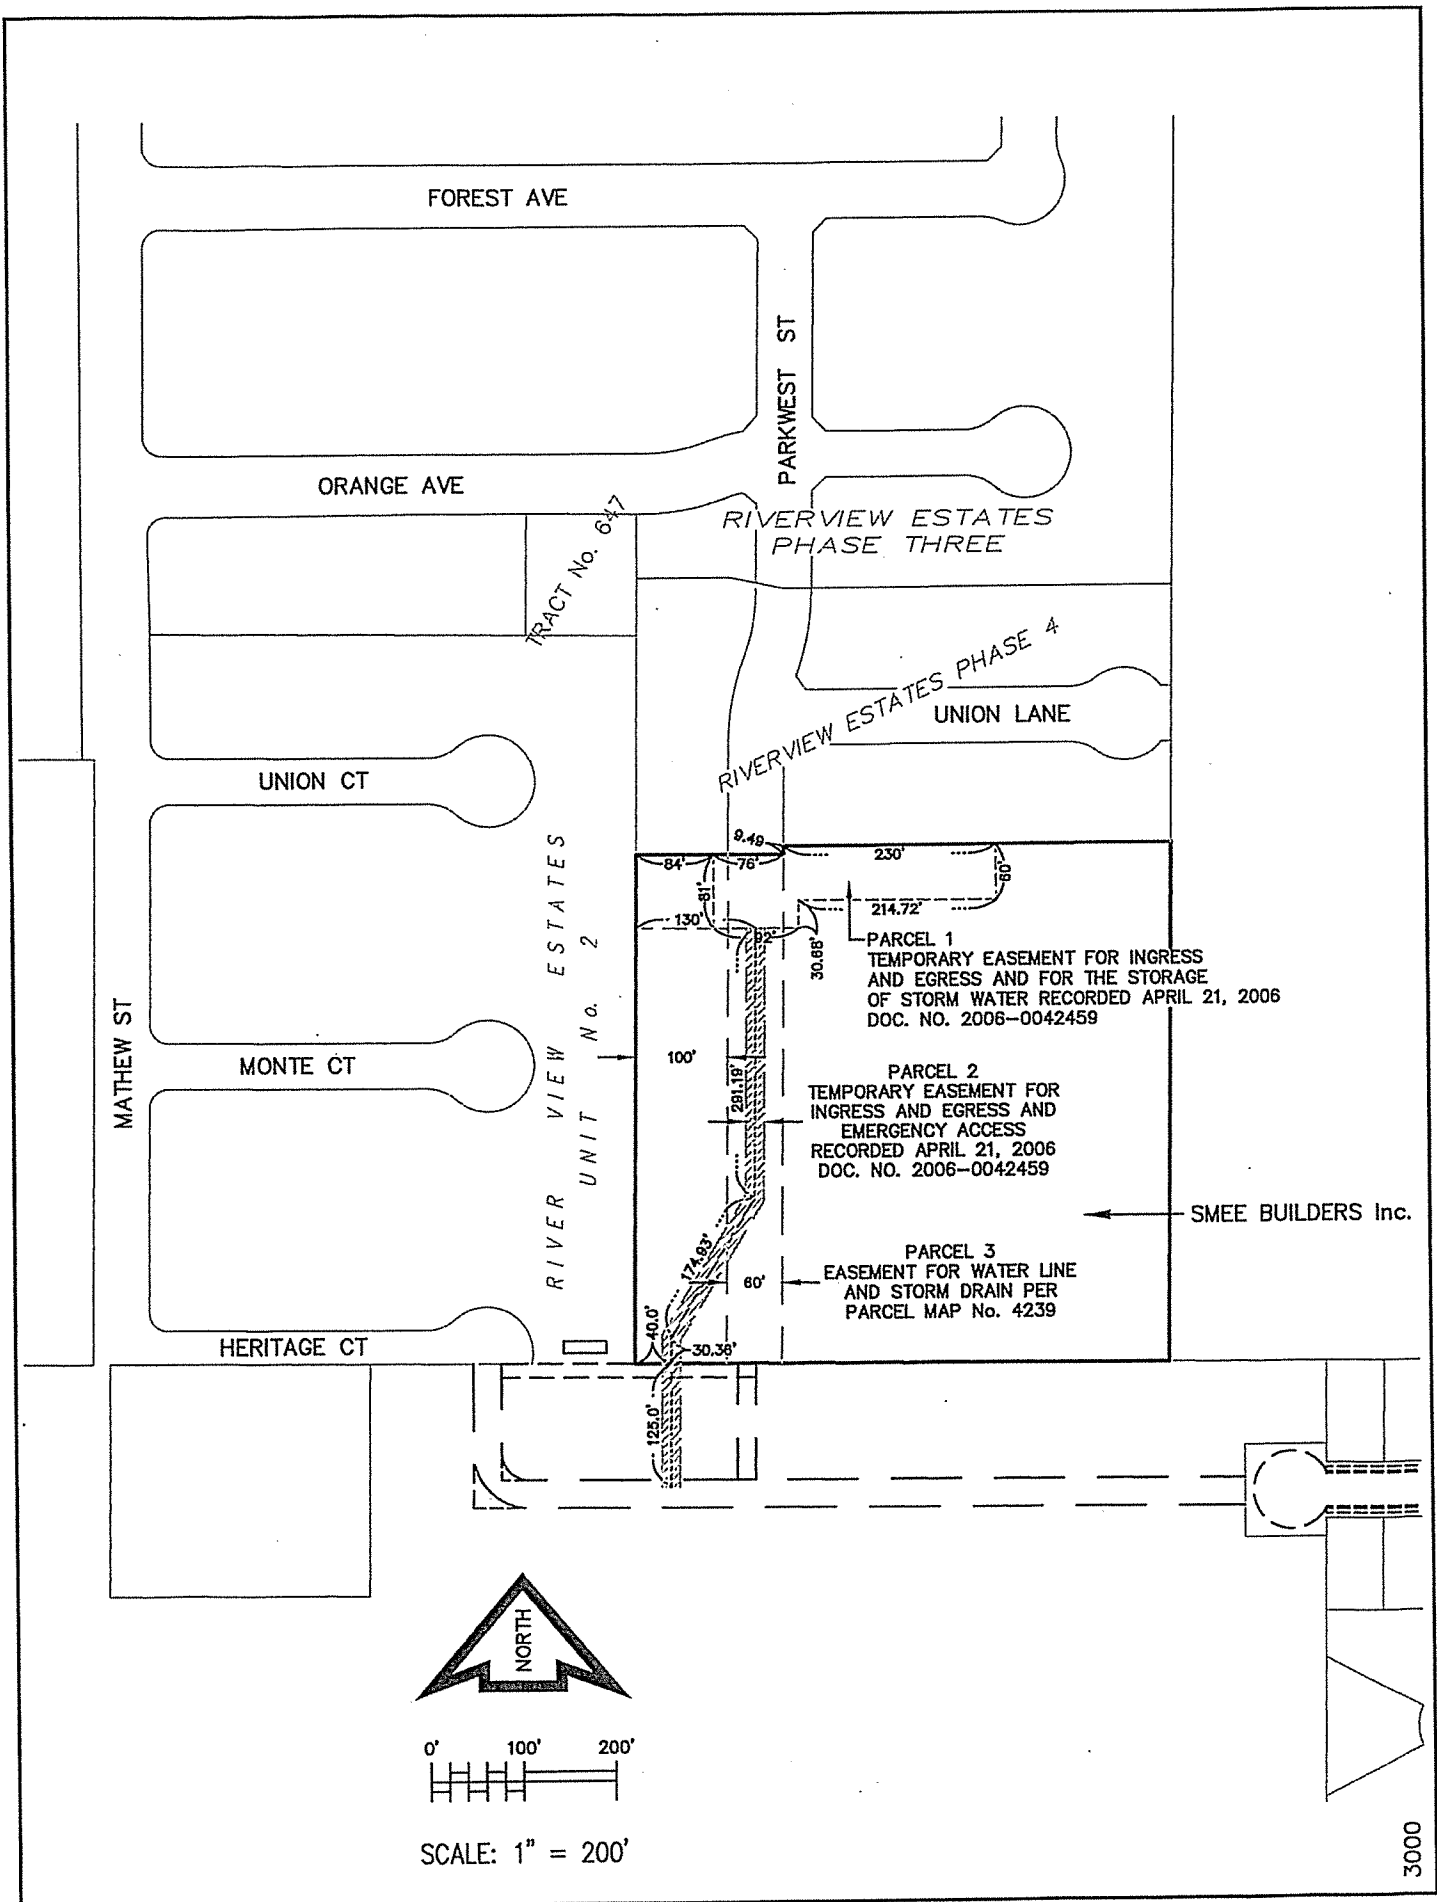 FOREST AVE
PARKWEST ST
ORANGE AVE
TRACT No. 647
RIVERVIEW ESTATES
PHASE THREE
RIVERVIEW ESTATES PHASE 4
UNION LANE
UNION CT
9.49
84'
76'
230'
60'
81'
130'
92'
214.72'
30.68'
PARCEL 1
TEMPORARY EASEMENT FOR INGRESS
AND EGRESS AND FOR THE STORAGE
OF STORM WATER RECORDED APRIL 21, 2006
DOC. NO. 2006-0042459
MATHEW ST
MONTE CT
RIVER VIEW ESTATES
UNIT No. 2
100'
291.19'
PARCEL 2
TEMPORARY EASEMENT FOR
INGRESS AND EGRESS AND
EMERGENCY ACCESS
RECORDED APRIL 21, 2006
DOC. NO. 2006-0042459
SMEE BUILDERS Inc.
174.93'
60'
PARCEL 3
EASEMENT FOR WATER LINE
AND STORM DRAIN PER
PARCEL MAP No. 4239
HERITAGE CT
40.0'
30.36'
125.0'
NORTH
0' 100' 200'
SCALE: 1" = 200'
3000